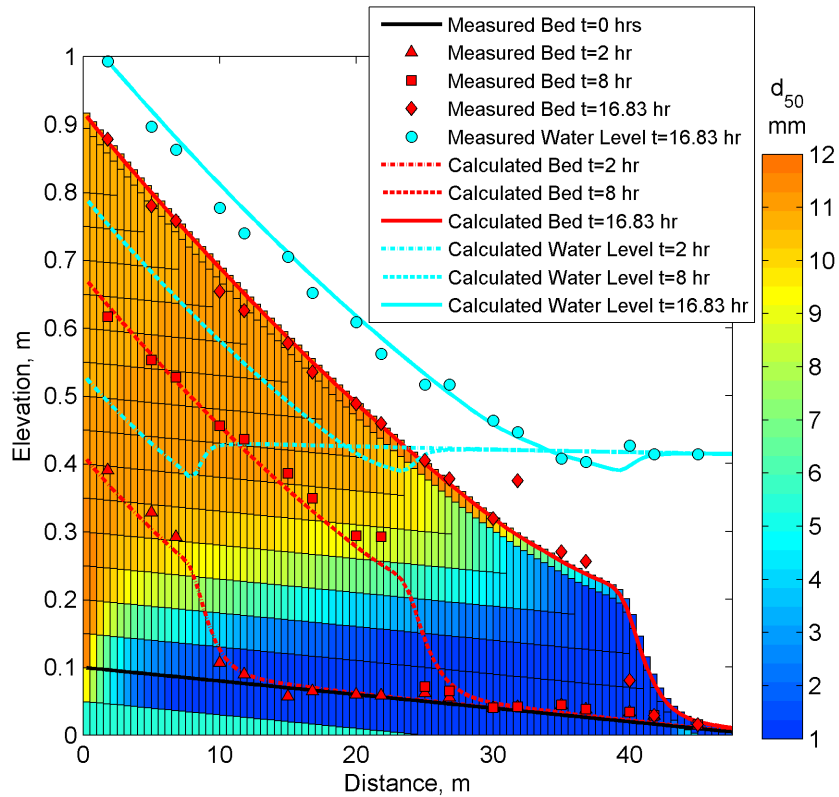 Measured Bed t=0 hrs
Measured Bed t=2 hr
Measured Bed t=8 hr
Measured Bed t=16.83 hr
Measured Water Level t=16.83 hr
Calculated Bed t=2 hr
Calculated Bed t=8 hr
Calculated Bed t=16.83 hr
Calculated Water Level t=2 hr
Calculated Water Level t=8 hr
Calculated Water Level t=16.83 hr
d50
mm
12
11
10
9
8
7
6
5
4
3
2
1
Elevation, m
1
0.9
0.8
0.7
0.6
0.5
0.4
0.3
0.2
0.1
0
0 10 20 30 40
Distance, m